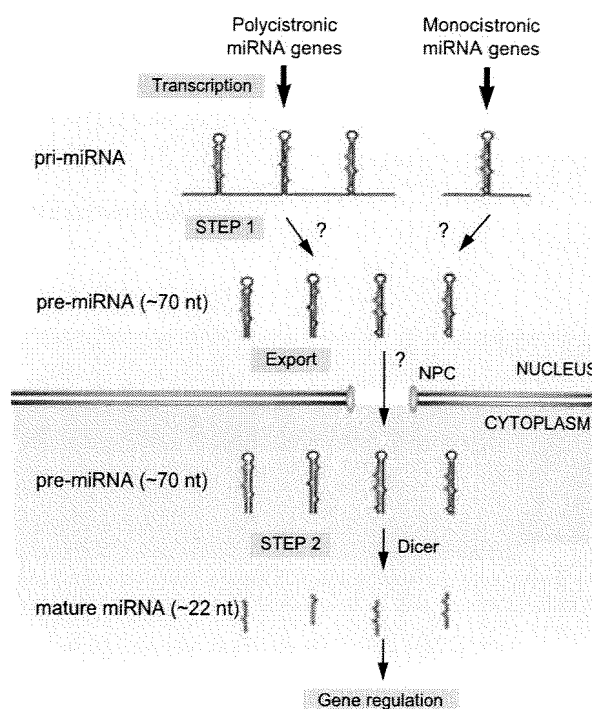 Polycistronic
miRNA genes
Monocistronic
miRNA genes
Transcription
pri-miRNA
STEP 1
?
?
pre-miRNA (~70 nt)
Export
?
NPC
NUCLEUS
CYTOPLASM
pre-miRNA (~70 nt)
STEP 2
Dicer
mature miRNA (~22 nt)
Gene regulation